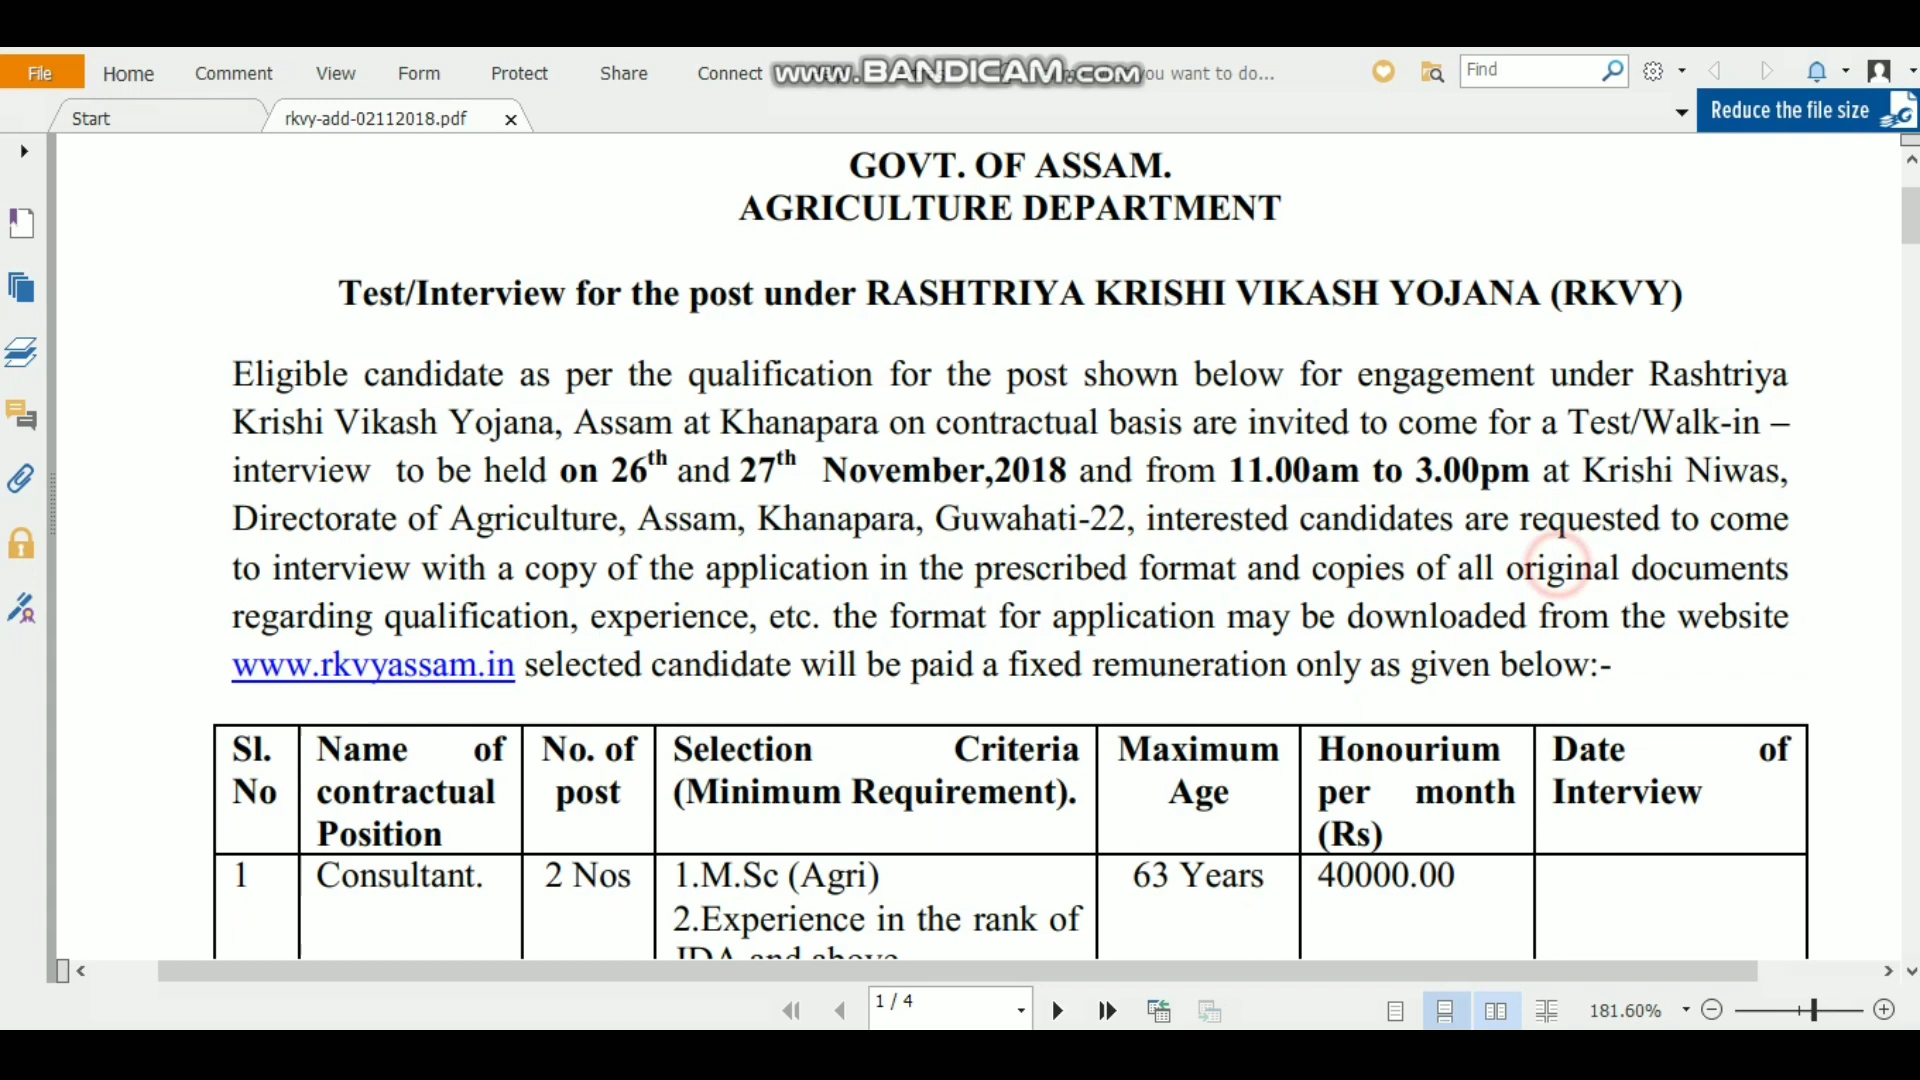 File Home Comment View Form Protect Share Connect www.BANDICAM.com you want to do... Find
Start rkvy-add-02112018.pdf Reduce the file size
GOVT. OF ASSAM.
AGRICULTURE DEPARTMENT
Test/Interview for the post under RASHTRIYA KRISHI VIKASH YOJANA (RKVY)
Eligible candidate as per the qualification for the post shown below for engagement under Rashtriya
Krishi Vikash Yojana, Assam at Khanapara on contractual basis are invited to come for a Test/Walk-in –
interview to be held on 26th and 27th November,2018 and from 11.00am to 3.00pm at Krishi Niwas,
Directorate of Agriculture, Assam, Khanapara, Guwahati-22, interested candidates are requested to come
to interview with a copy of the application in the prescribed format and copies of all original documents
regarding qualification, experience, etc. the format for application may be downloaded from the website
www.rkvyassam.in selected candidate will be paid a fixed remuneration only as given below:-
Sl. Name of No. of Selection Criteria Maximum Honourium Date of
No contractual post (Minimum Requirement). Age per month Interview
Position (Rs)
1 Consultant. 2 Nos 1.M.Sc (Agri) 63 Years 40000.00
2.Experience in the rank of
JDA and above
1 / 4 181.60%